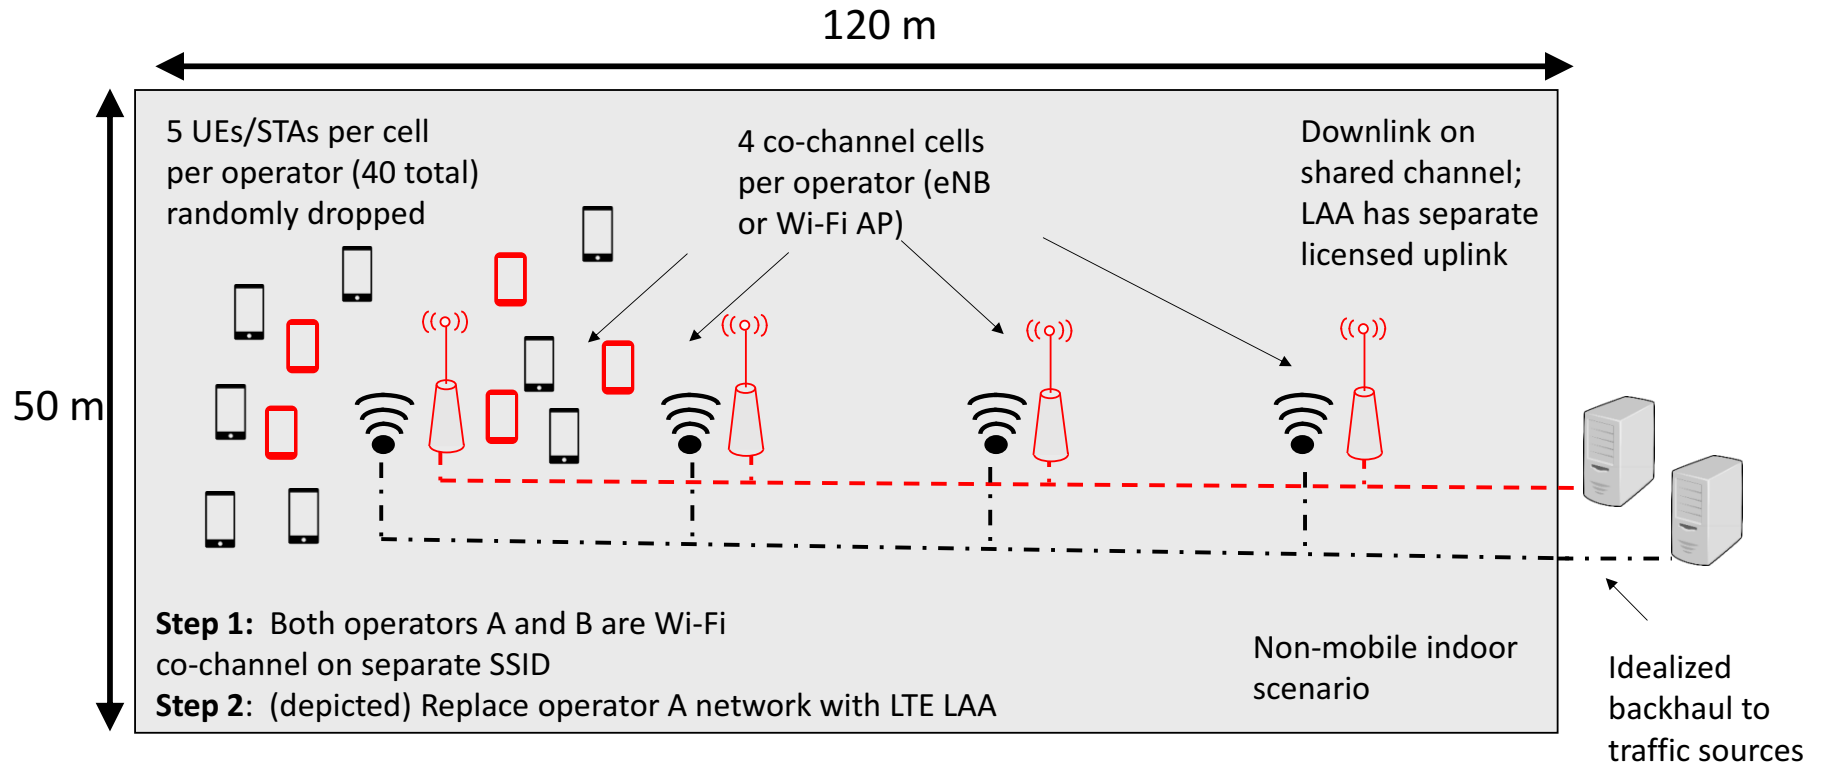 120 m
50 m
5 UEs/STAs per cell
per operator (40 total)
randomly dropped
4 co-channel cells
per operator (eNB
or Wi-Fi AP)
Downlink on
shared channel;
LAA has separate
licensed uplink
Step 1:  Both operators A and B are Wi-Fi
co-channel on separate SSID
Step 2:  (depicted) Replace operator A network with LTE LAA
Non-mobile indoor
scenario
Idealized
backhaul to
traffic sources